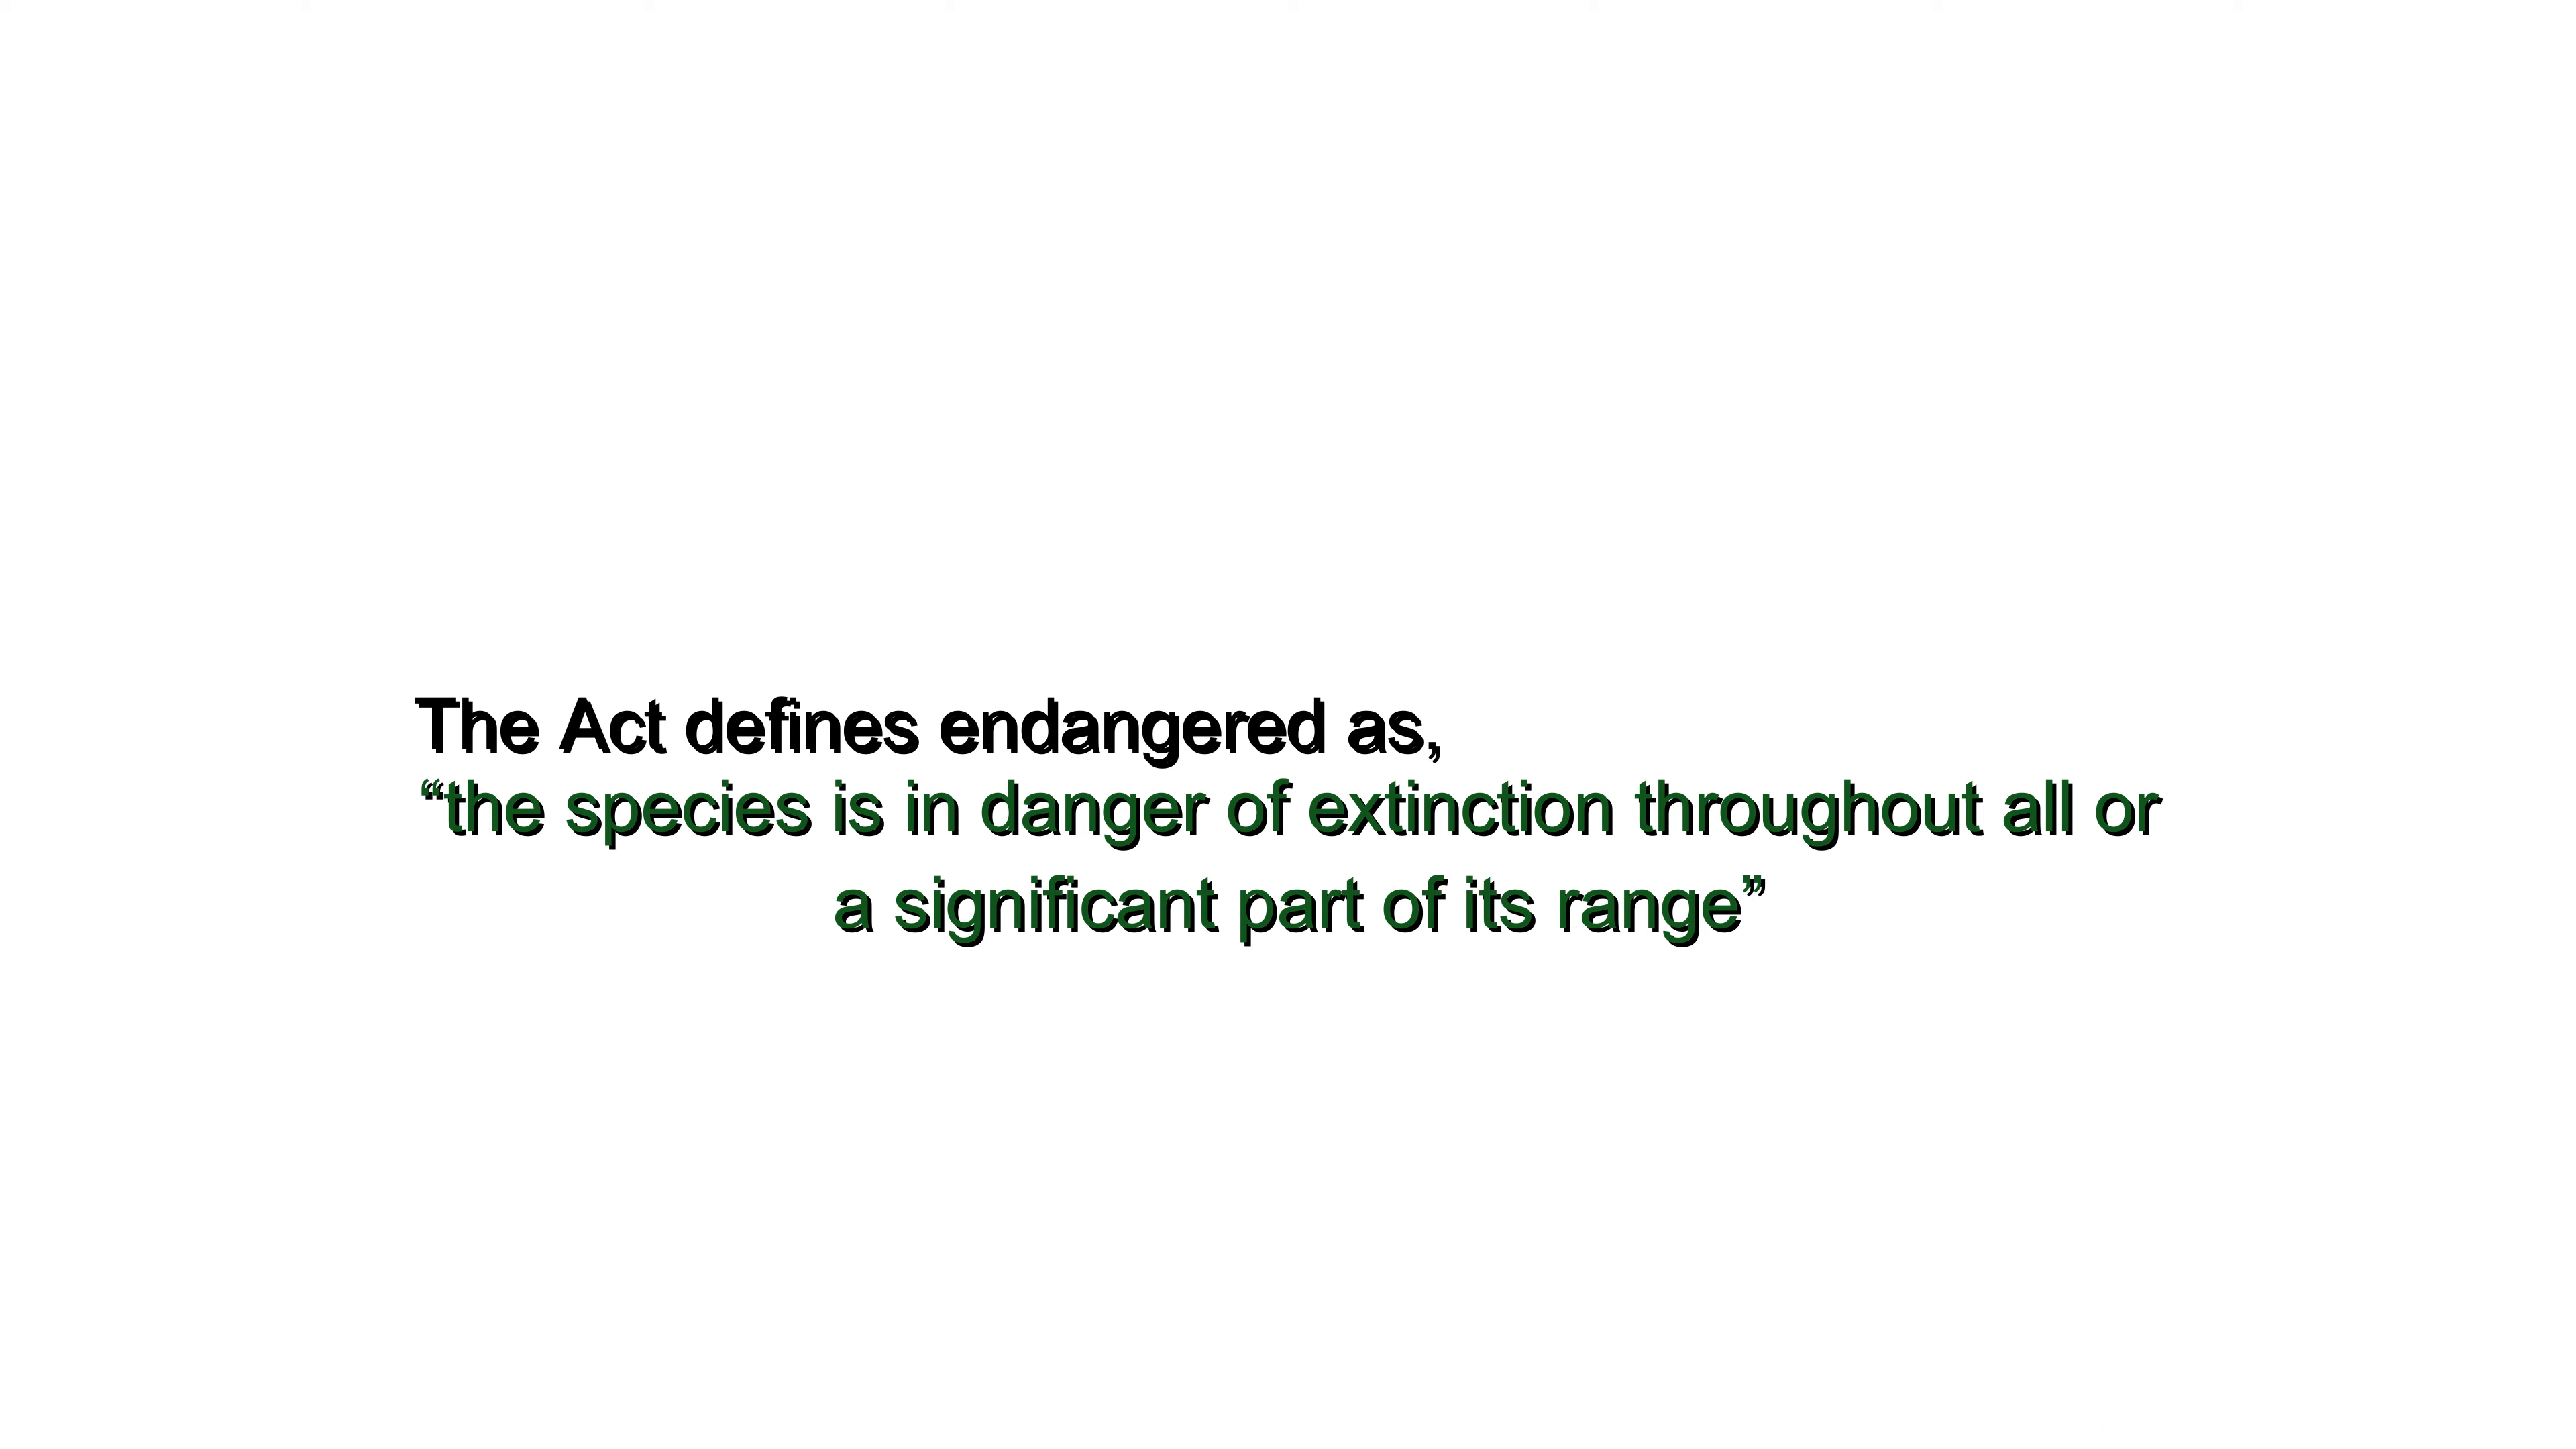 The Act defines endangered as,
“the species is in danger of extinction throughout all or
a significant part of its range”